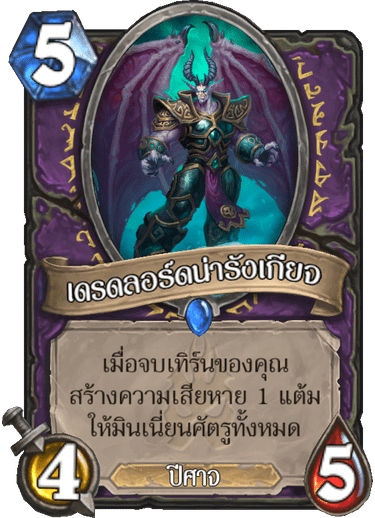 5
เดรดลอร์ดน่ารังเกียจ
เมื่อจบเทิร์นของคุณ
สร้างความเสียหาย 1 แต้ม
ให้มินเนี่ยนศัตรูทั้งหมด
4
ปีศาจ
5